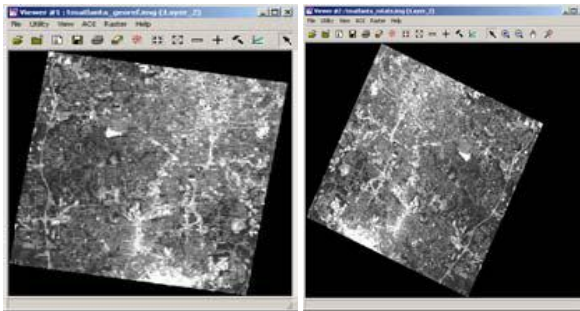 Viewer #1 : tmatlanta_georef.img (Layer_2)
File Utility View AOI Raster Help
Viewer #2 : tmatlanta_rotate.img (Layer_2)
File Utility View AOI Raster Help